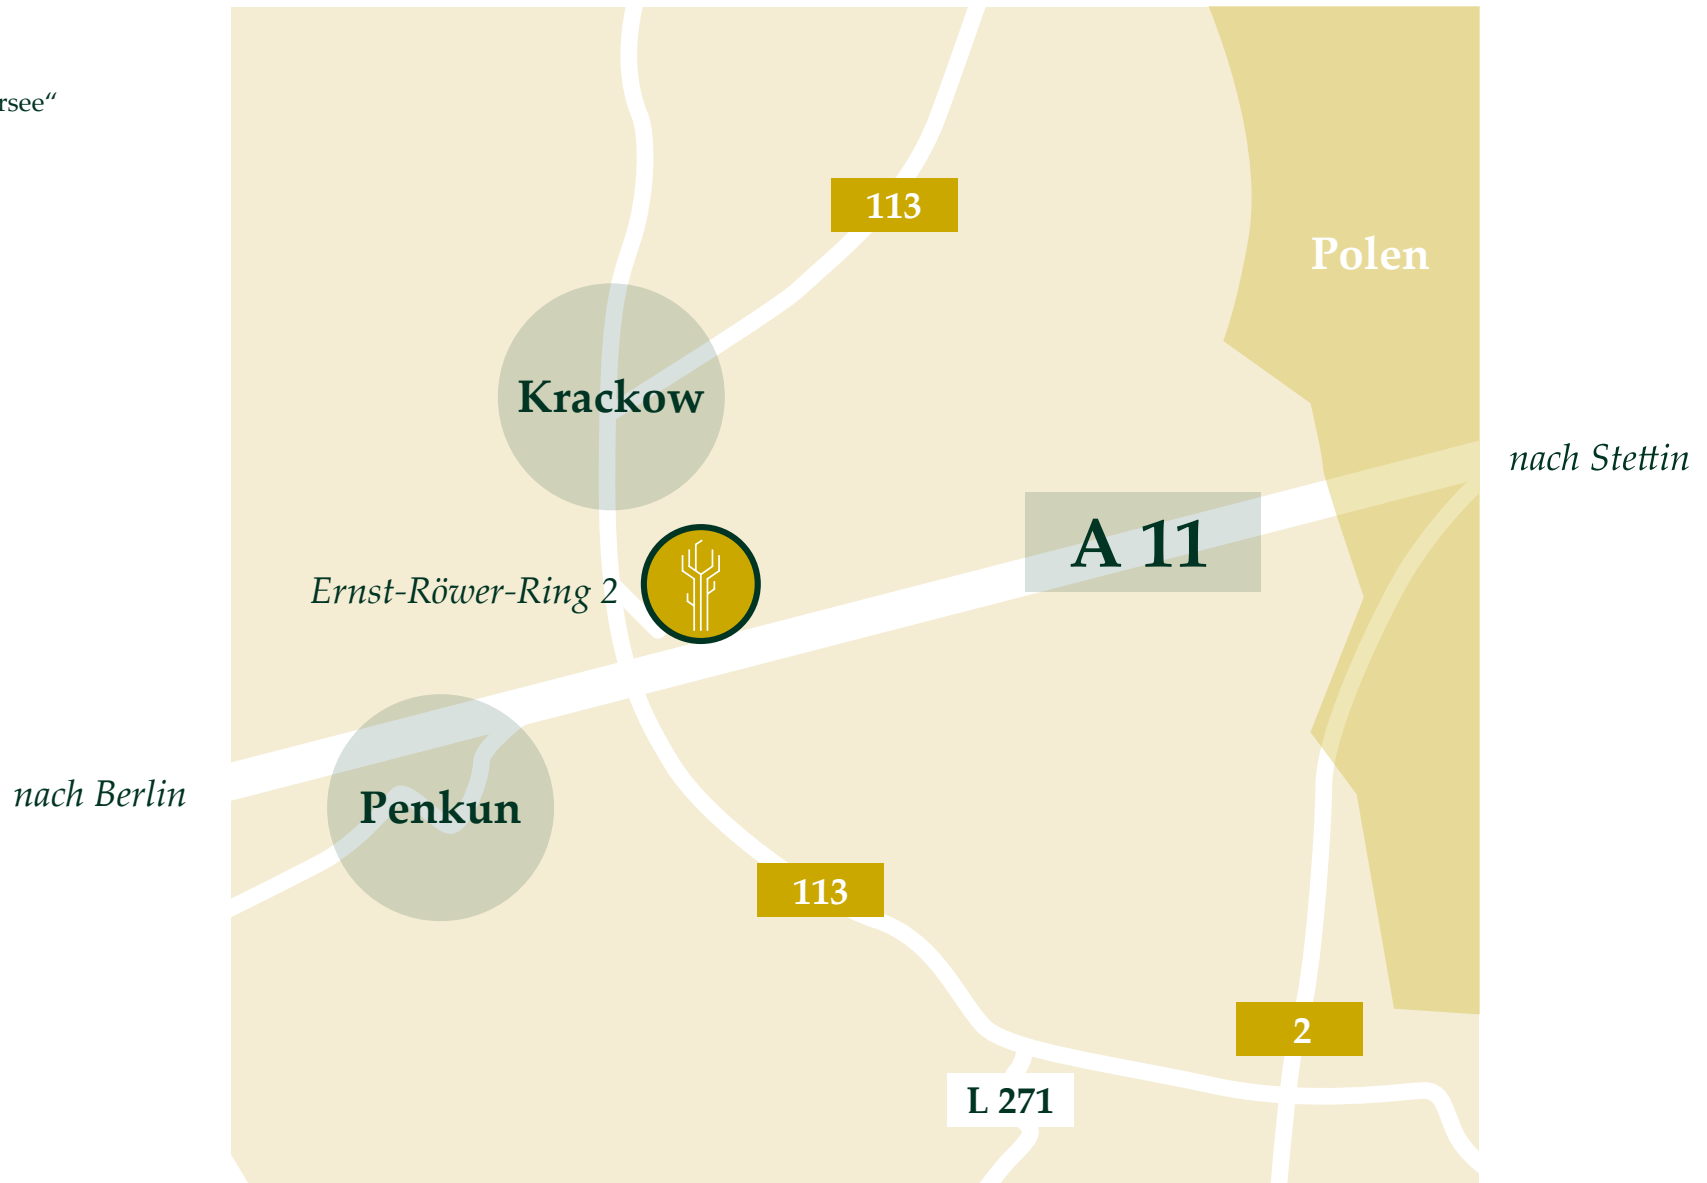 rsee“
113
Polen
Krackow
nach Stettin
A 11
Ernst-Röwer-Ring 2
nach Berlin
Penkun
113
2
L 271